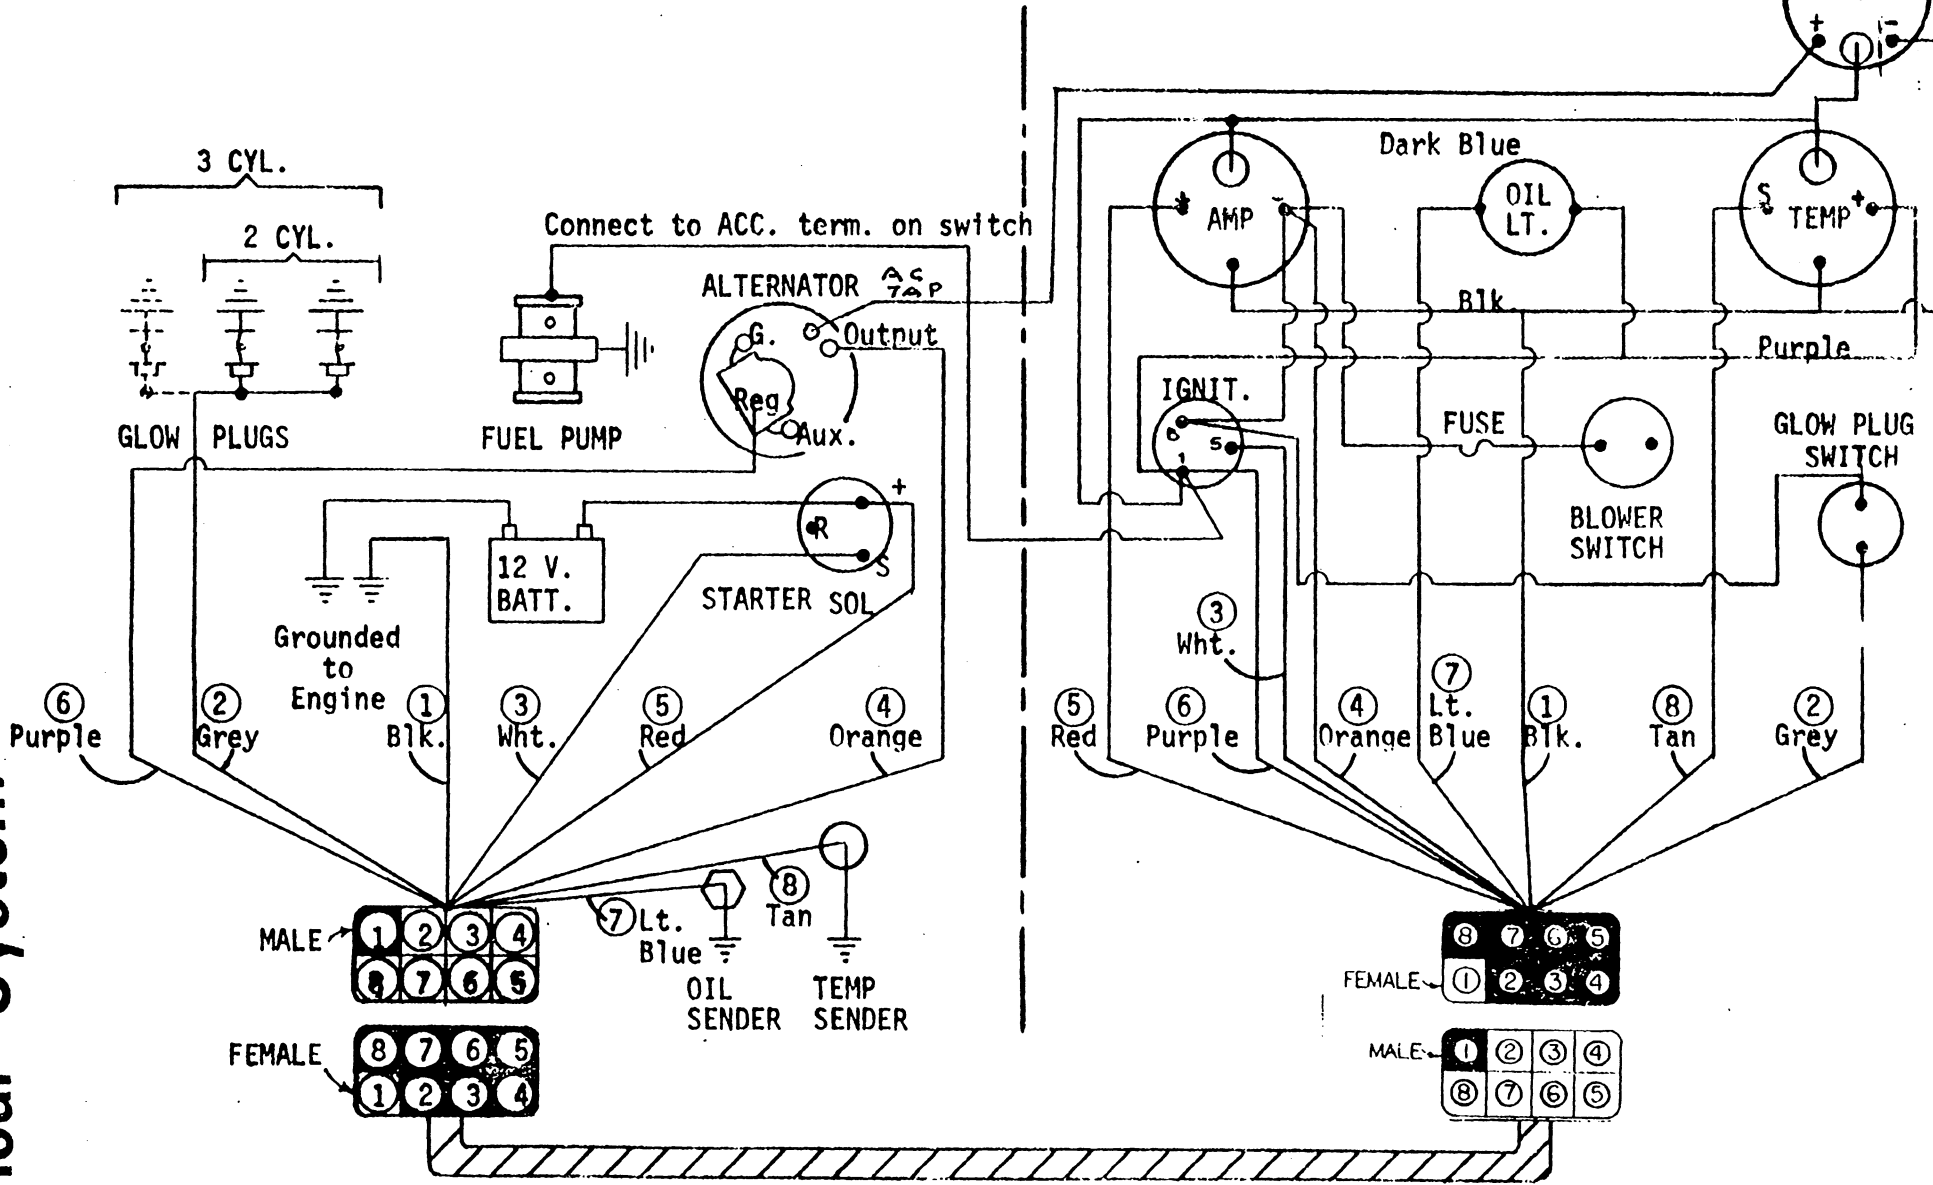 +
-
Dark Blue
3 CYL.
2 CYL.
Connect to ACC. term. on switch
ALTERNATOR
AC
TAP
G.
Output
Reg
Aux.
GLOW PLUGS
FUEL PUMP
+
R
S
12 V.
BATT.
STARTER SOL
Grounded
to
Engine
6
Purple
2
Grey
1
Blk.
3
Wht.
5
Red
4
Orange
8
Tan
7
Lt.
Blue
OIL
SENDER
TEMP
SENDER
MALE
1 2 3 4
8 7 6 5
FEMALE
8 7 6 5
1 2 3 4
+
AMP
-
OIL
LT.
S
TEMP
+
Blk
Purple
IGNIT.
B
S
1
FUSE
BLOWER
SWITCH
GLOW PLUG
SWITCH
3
Wht.
5
Red
6
Purple
4
Orange
7
Lt.
Blue
1
Blk.
8
Tan
2
Grey
8 7 6 5
FEMALE
1 2 3 4
MALE
1 2 3 4
8 7 6 5